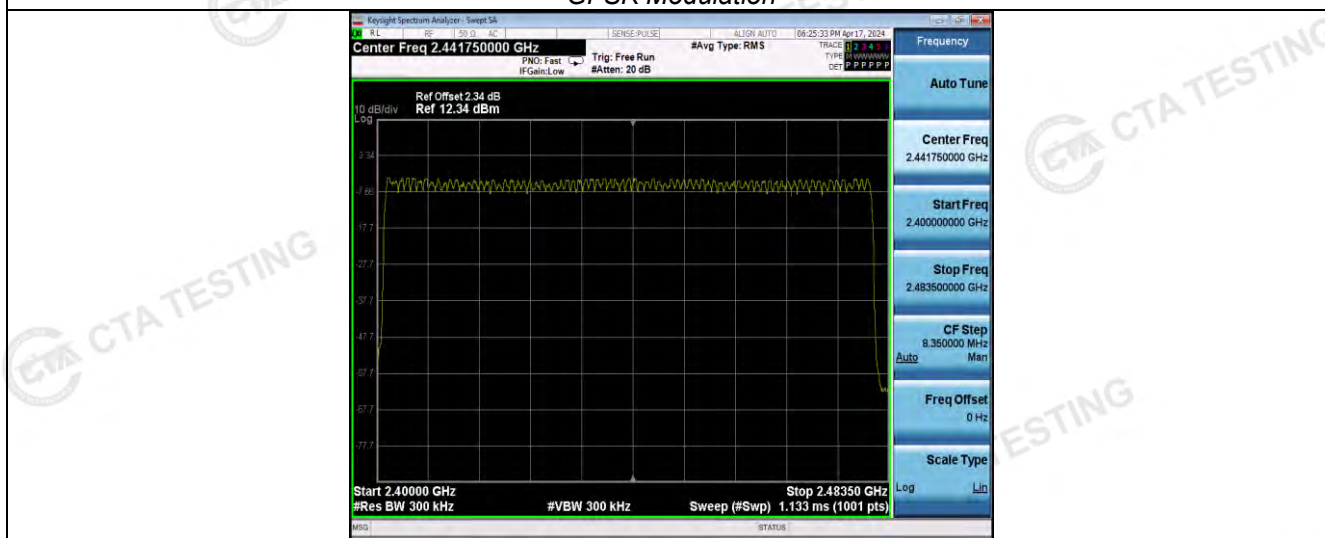 GFSK Modulation
Keysight Spectrum Analyzer - Swept SA
RL RF 50 Ω AC SENSE:PULSE ALIGN AUTO 06:25:33 PM Apr 17, 2024
Center Freq 2.441750000 GHz
#Avg Type: RMS
TRACE 1 2 3 4 5
PNO: Fast
Trig: Free Run
TYPE M WWWWW
IFGain:Low
#Atten: 20 dB
DET P P P P P P
Ref Offset 2.34 dB
10 dB/div Ref 12.34 dBm
Log
2.34
-7.66
-17.7
-27.7
-37.7
-47.7
-57.7
-67.7
-77.7
Start 2.40000 GHz
Stop 2.48350 GHz
#Res BW 300 kHz
#VBW 300 kHz
Sweep (#Swp) 1.133 ms (1001 pts)
MSG
STATUS
Frequency
Auto Tune
Center Freq
2.441750000 GHz
Start Freq
2.400000000 GHz
Stop Freq
2.483500000 GHz
CF Step
8.350000 MHz
Auto Man
Freq Offset
0 Hz
Scale Type
Log Lin
CTA TESTING
CTA TESTING
ESTING
TESTING